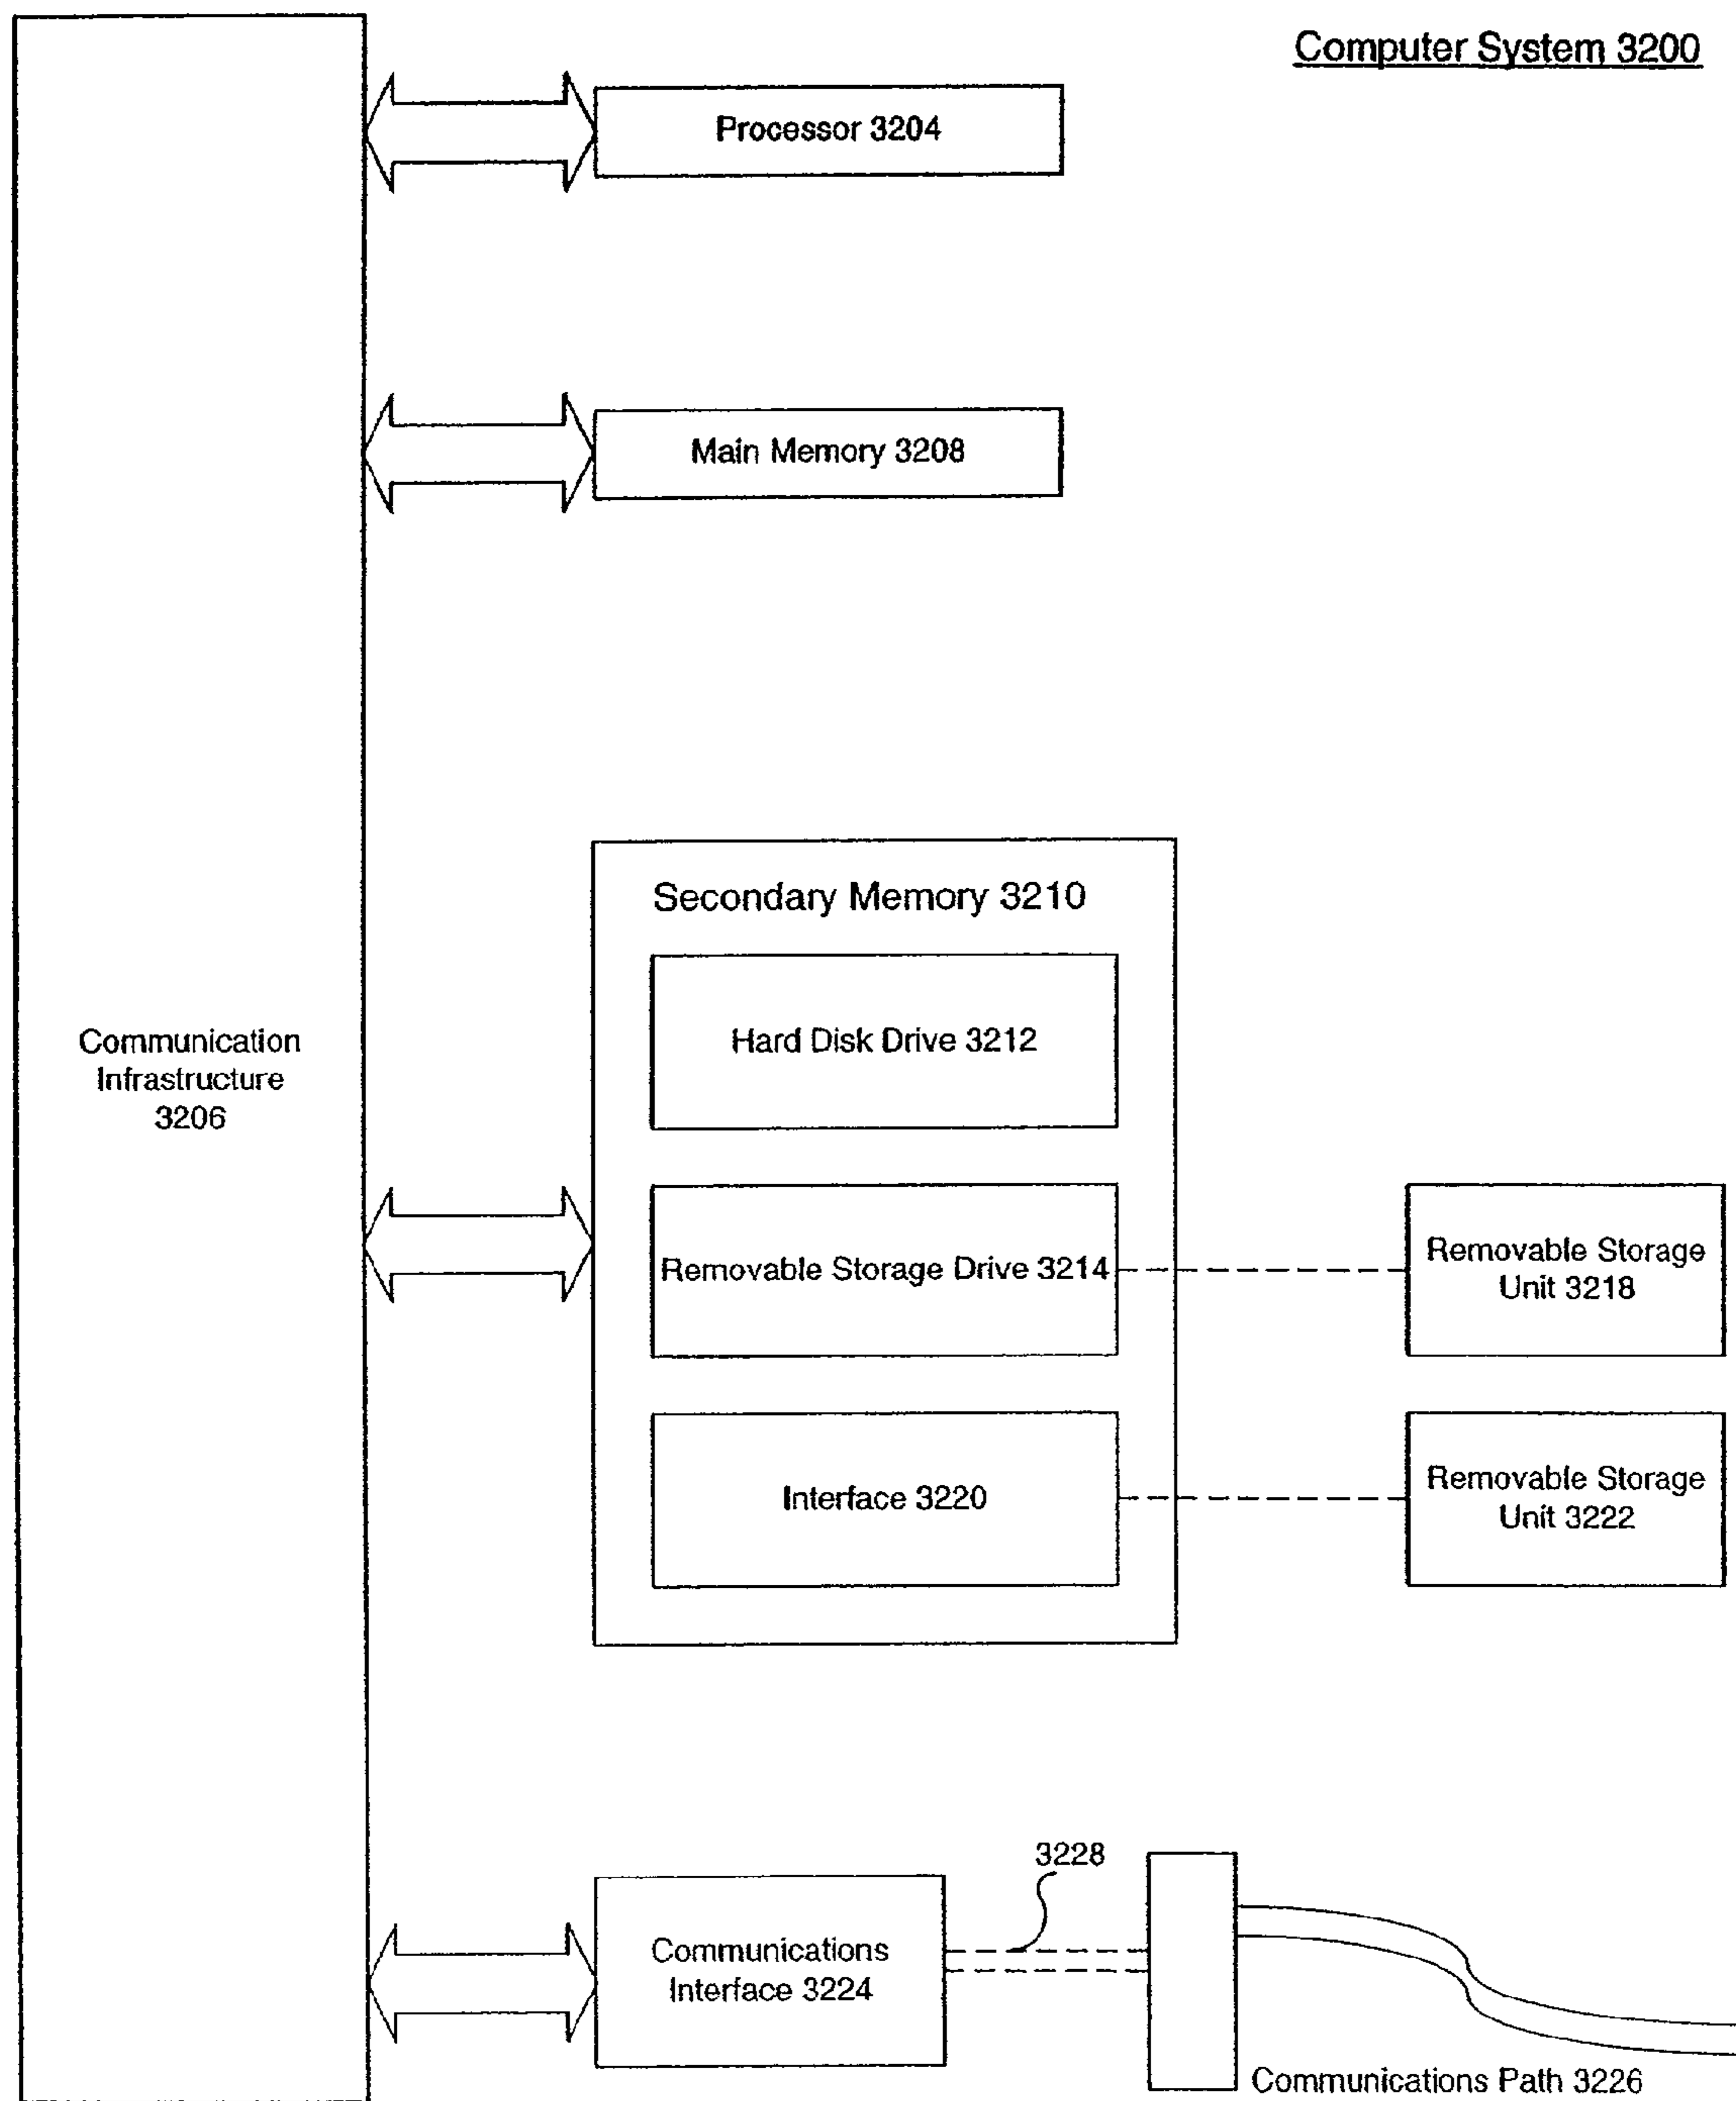 Computer System 3200
Processor 3204
Main Memory 3208
Secondary Memory 3210
Hard Disk Drive 3212
Communication
Infrastructure
3206
Removable Storage Drive 3214
Removable Storage
Unit 3218
Interface 3220
Removable Storage
Unit 3222
3228
Communications
Interface 3224
Communications Path 3226